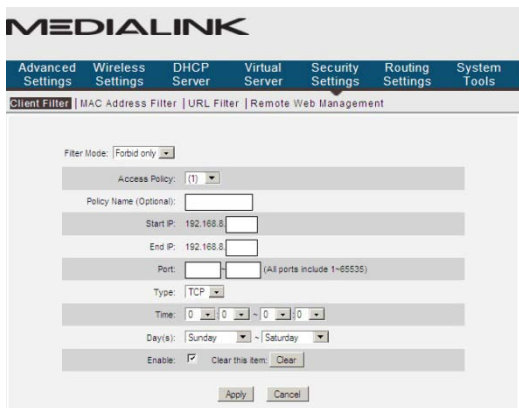 MEDIALINK
Advanced Settings Wireless Settings DHCP Server Virtual Server Security Settings Routing Settings System Tools
Client Filter | MAC Address Filter | URL Filter | Remote Web Management
Filter Mode: Forbid only
Access Policy: (1)
Policy Name (Optional):
Start IP: 192.168.8.
End IP: 192.168.8.
Port: ~ (All ports include 1~65535)
Type: TCP
Time: 0 : 0 ~ 0 : 0
Day(s): Sunday ~ Saturday
Enable: Clear this item: Clear
Apply Cancel